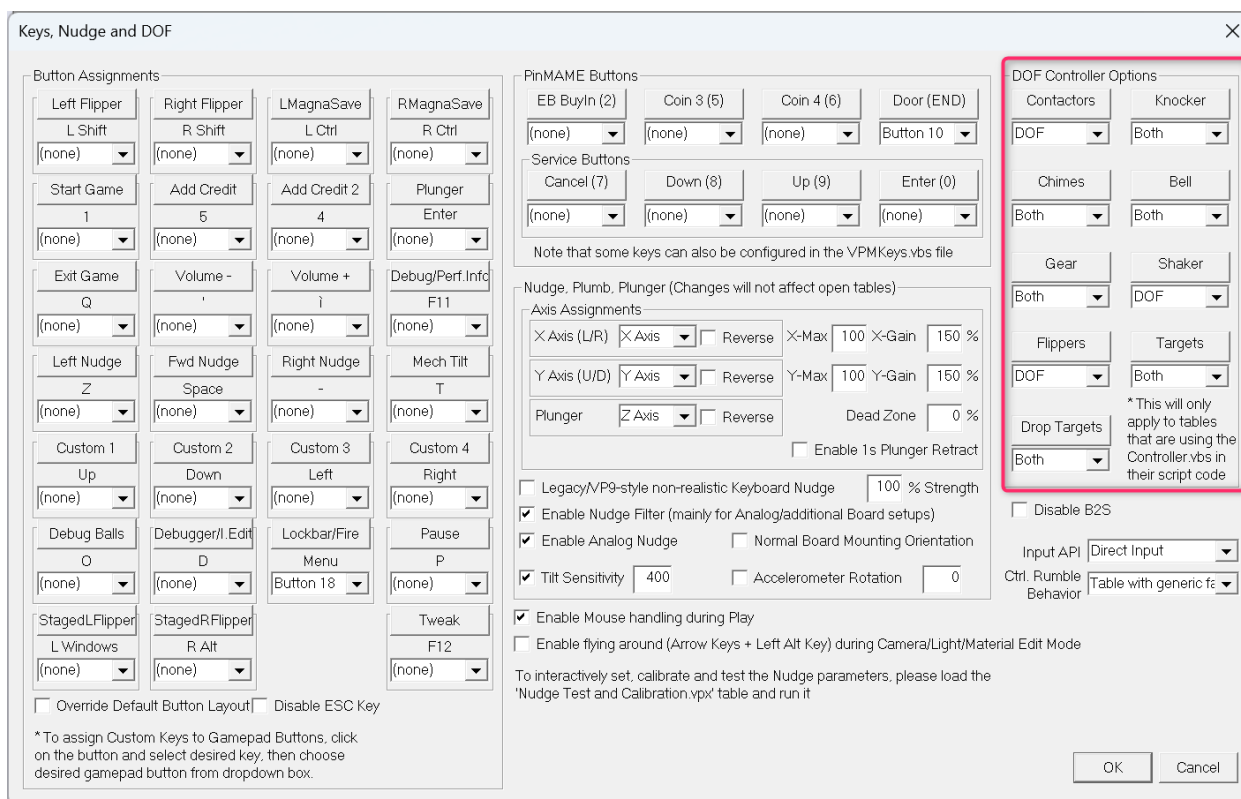 Keys, Nudge and DOF
Button Assignments
Left Flipper Right Flipper LMagnaSave RMagnaSave
L Shift R Shift L Ctrl R Ctrl
(none) (none) (none) (none)
Start Game Add Credit Add Credit 2 Plunger
1 5 4 Enter
(none) (none) (none) (none)
Exit Game Volume - Volume + Debug/Perf.Info
Q ' ì F11
(none) (none) (none) (none)
Left Nudge Fwd Nudge Right Nudge Mech Tilt
Z Space - T
(none) (none) (none) (none)
Custom 1 Custom 2 Custom 3 Custom 4
Up Down Left Right
(none) (none) (none) (none)
Debug Balls Debugger/I.Edit Lockbar/Fire Pause
O D Menu P
(none) (none) Button 18 (none)
StagedLFlipper StagedRFlipper Tweak
L Windows R Alt F12
(none) (none) (none)
Override Default Button Layout Disable ESC Key
* To assign Custom Keys to Gamepad Buttons, click
on the button and select desired key, then choose
desired gamepad button from dropdown box.
PinMAME Buttons
EB BuyIn (2) Coin 3 (5) Coin 4 (6) Door (END)
(none) (none) (none) Button 10
Service Buttons
Cancel (7) Down (8) Up (9) Enter (0)
(none) (none) (none) (none)
Note that some keys can also be configured in the VPMKeys.vbs file
Nudge, Plumb, Plunger (Changes will not affect open tables)
Axis Assignments
X Axis (L/R) X Axis Reverse X-Max 100 X-Gain 150 %
Y Axis (U/D) Y Axis Reverse Y-Max 100 Y-Gain 150 %
Plunger Z Axis Reverse Dead Zone 0 %
Enable 1s Plunger Retract
Legacy/VP9-style non-realistic Keyboard Nudge 100 % Strength
Enable Nudge Filter (mainly for Analog/additional Board setups)
Enable Analog Nudge Normal Board Mounting Orientation
Tilt Sensitivity 400 Accelerometer Rotation 0
Enable Mouse handling during Play
Enable flying around (Arrow Keys + Left Alt Key) during Camera/Light/Material Edit Mode
To interactively set, calibrate and test the Nudge parameters, please load the
'Nudge Test and Calibration.vpx' table and run it
DOF Controller Options
Contactors Knocker
DOF Both
Chimes Bell
Both Both
Gear Shaker
Both DOF
Flippers Targets
DOF Both
Drop Targets
Both
* This will only
apply to tables
that are using the
Controller.vbs in
their script code
Disable B2S
Input API Direct Input
Ctrl. Rumble
Behavior Table with generic fa
OK Cancel